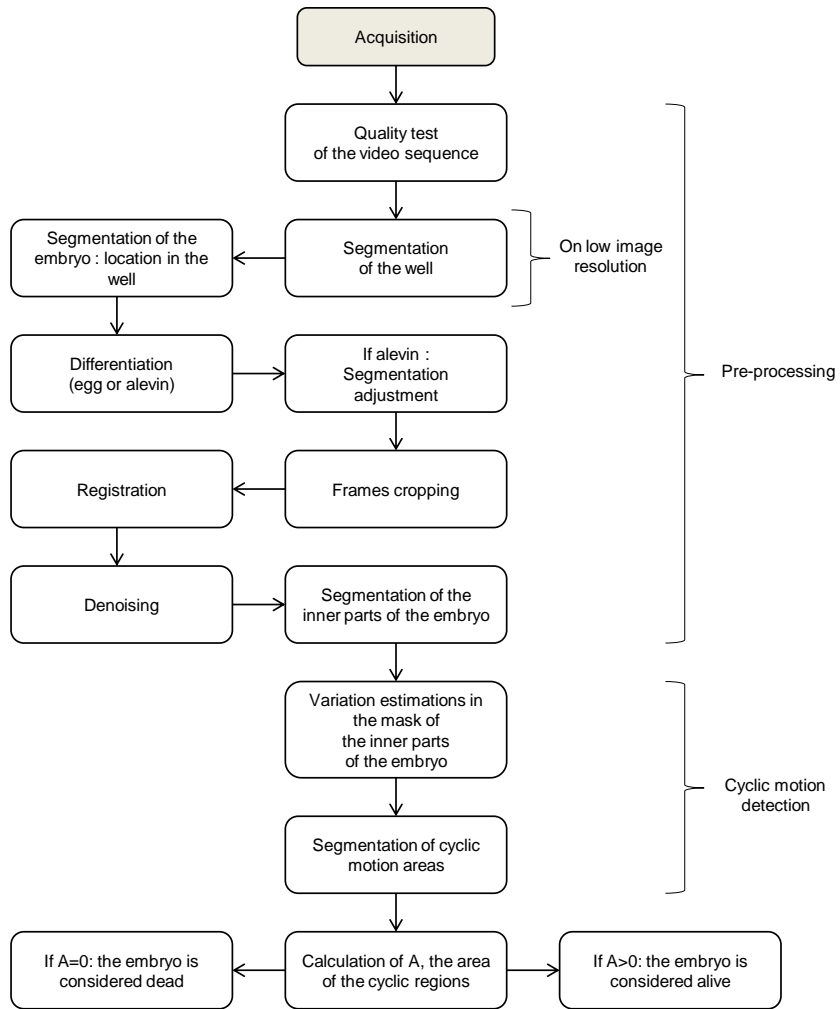 Acquisition
Quality test
of the video sequence
Segmentation of the
embryo : location in the
well
Segmentation
of the well
On low image
resolution
Differentiation
(egg or alevin)
If alevin :
Segmentation
adjustment
Pre-processing
Registration
Frames cropping
Denoising
Segmentation of the
inner parts of the embryo
Variation estimations in
the mask of
the inner parts
of the embryo
Cyclic motion
detection
Segmentation of cyclic
motion areas
If A=0: the embryo is
considered dead
Calculation of A, the area
of the cyclic regions
If A>0: the embryo is
considered alive